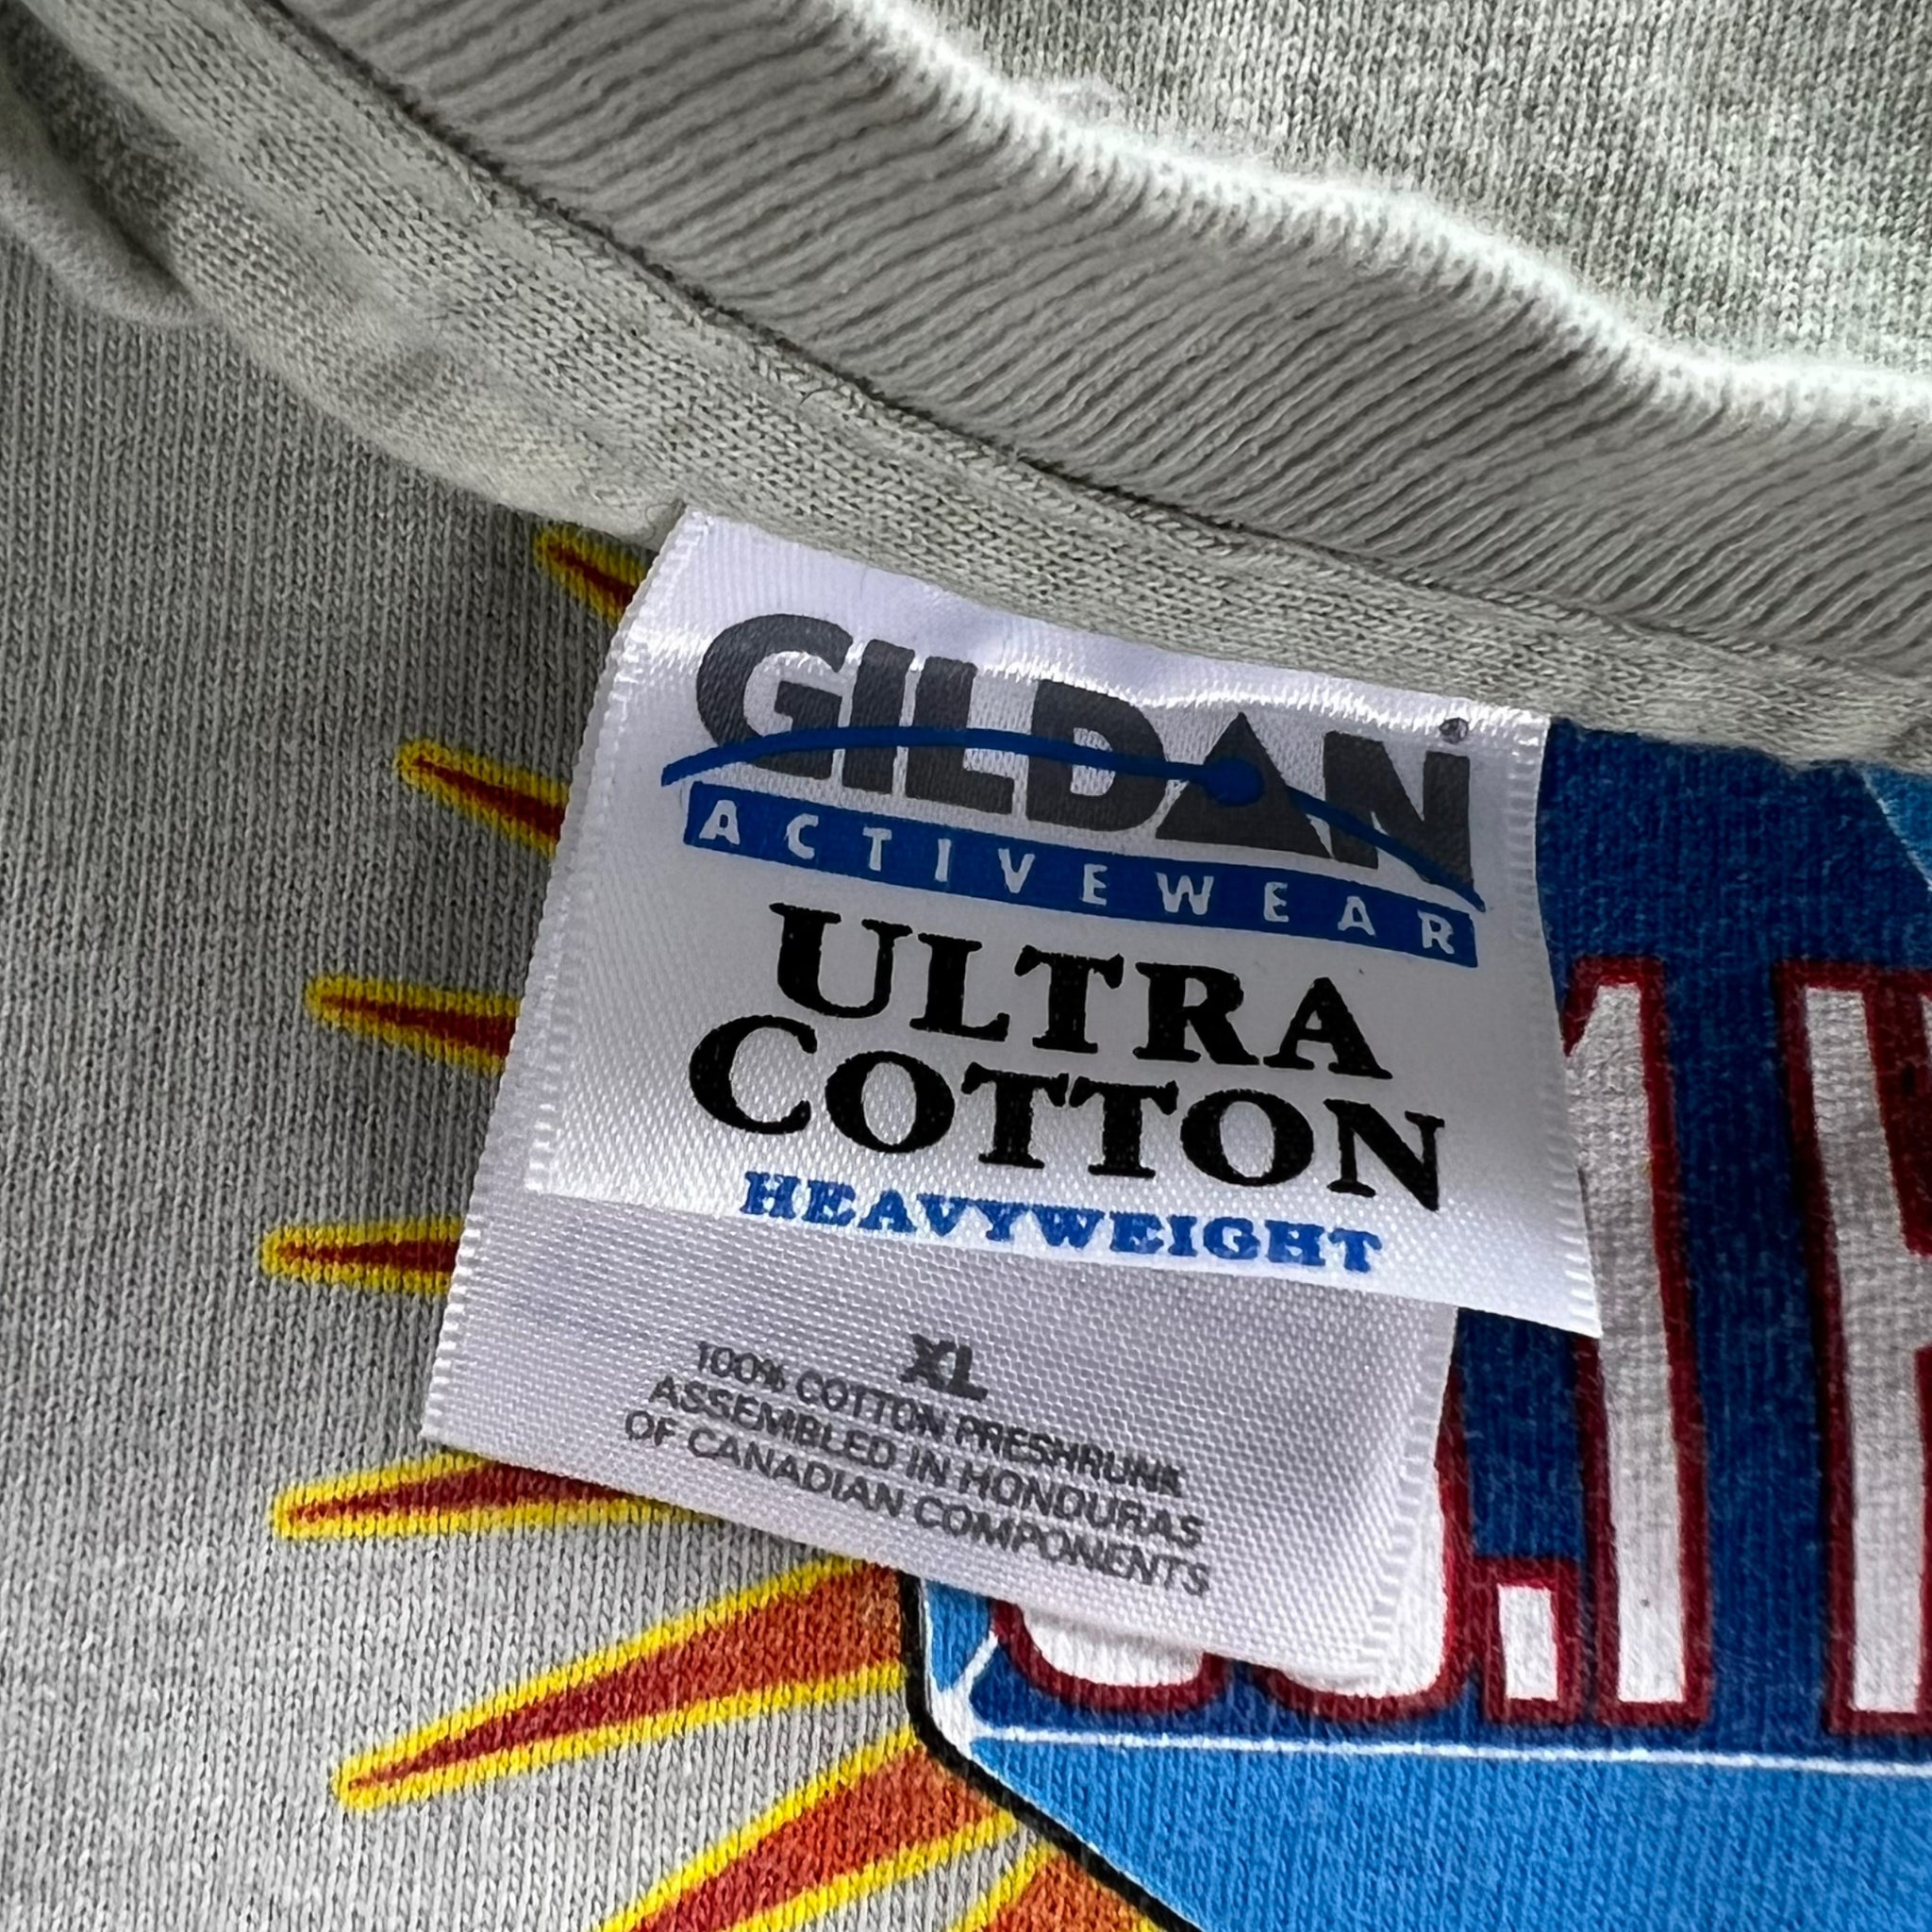 GILDAN®
ACTIVEWEAR
ULTRA
COTTON
HEAVYWEIGHT
XL
100% COTTON PRESHRUNK
ASSEMBLED IN HONDURAS
OF CANADIAN COMPONENTS